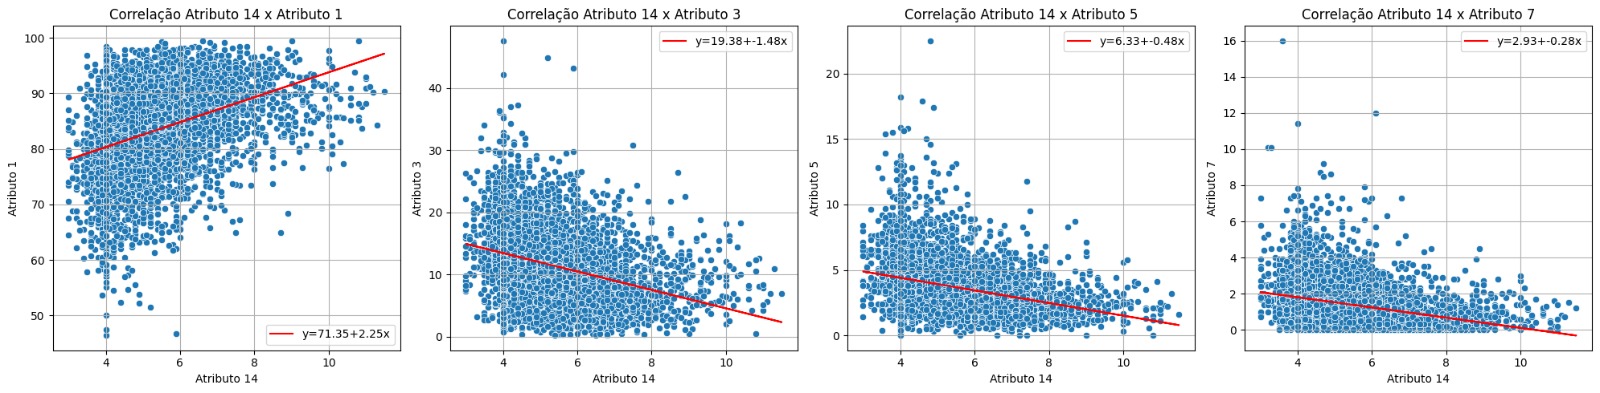 Correlação Atributo 14 x Atributo 1
Atributo 1
100
90
80
70
60
50
4
6
8
10
Atributo 14
y=71.35+2.25x
Correlação Atributo 14 x Atributo 3
Atributo 3
40
30
20
10
0
4
6
8
10
Atributo 14
y=19.38+-1.48x
Correlação Atributo 14 x Atributo 5
Atributo 5
20
15
10
5
0
4
6
8
10
Atributo 14
y=6.33+-0.48x
Correlação Atributo 14 x Atributo 7
Atributo 7
16
14
12
10
8
6
4
2
0
4
6
8
10
Atributo 14
y=2.93+-0.28x